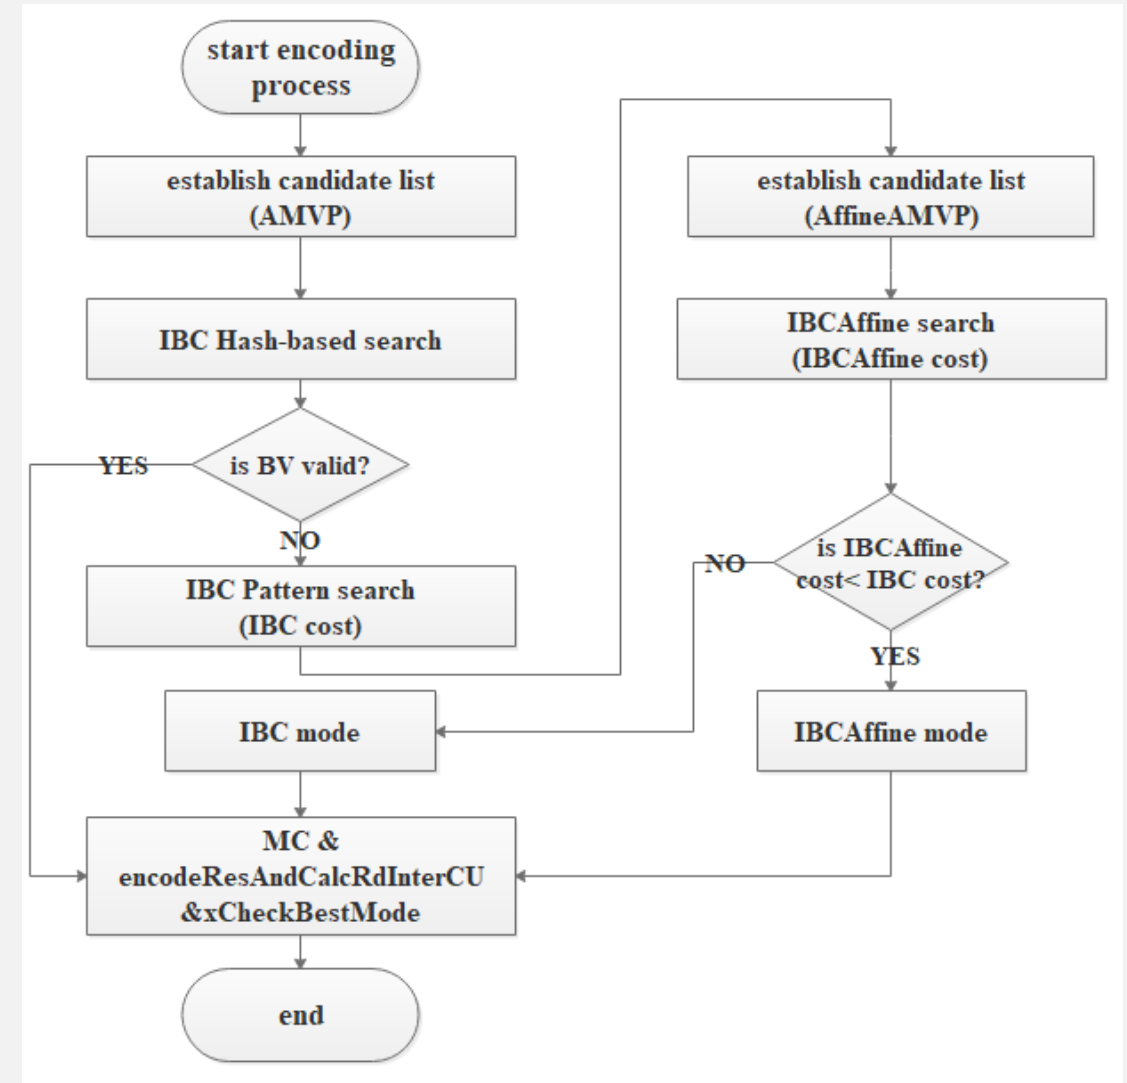 start encoding
process
establish candidate list
(AMVP)
IBC Hash-based search
is BV valid?
YES
NO
IBC Pattern search
(IBC cost)
establish candidate list
(AffineAMVP)
IBCAffine search
(IBCAffine cost)
is IBCAffine
cost< IBC cost?
NO
YES
IBC mode
IBCAffine mode
MC &
encodeResAndCalcRdInterCU
&xCheckBestMode
end